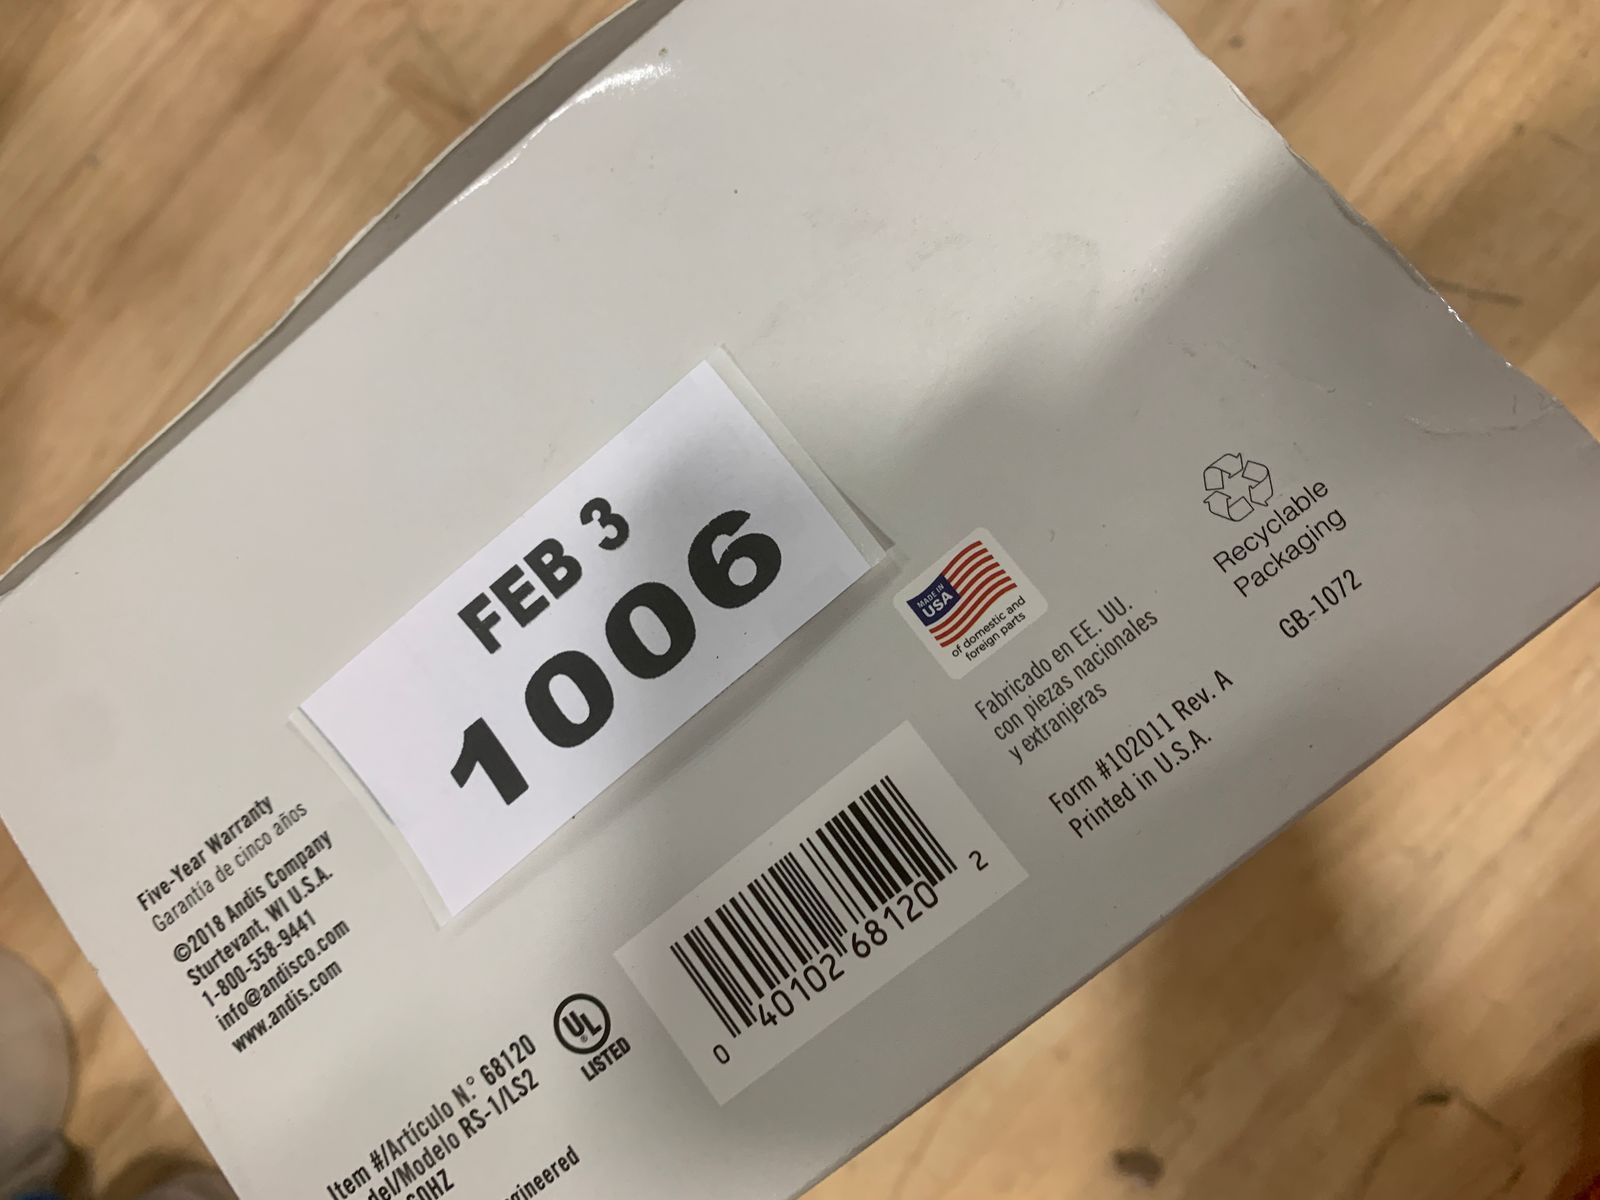 FEB 3
1006
Five-Year Warranty
Garantía de cinco años
©2018 Andis Company
Sturtevant, WI U.S.A.
1-800-558-9441
info@andisco.com
www.andis.com
Item #/Artículo N.° 68120
del/Modelo RS-1/LS2
60HZ
gineered
UL
®
LISTED
0 40102 68120 2
MADE IN
USA
of domestic and
foreign parts
Fabricado en EE. UU.
con piezas nacionales
y extranjeras
Form #102011 Rev. A
Printed in U.S.A.
Recyclable
Packaging
GB-1072